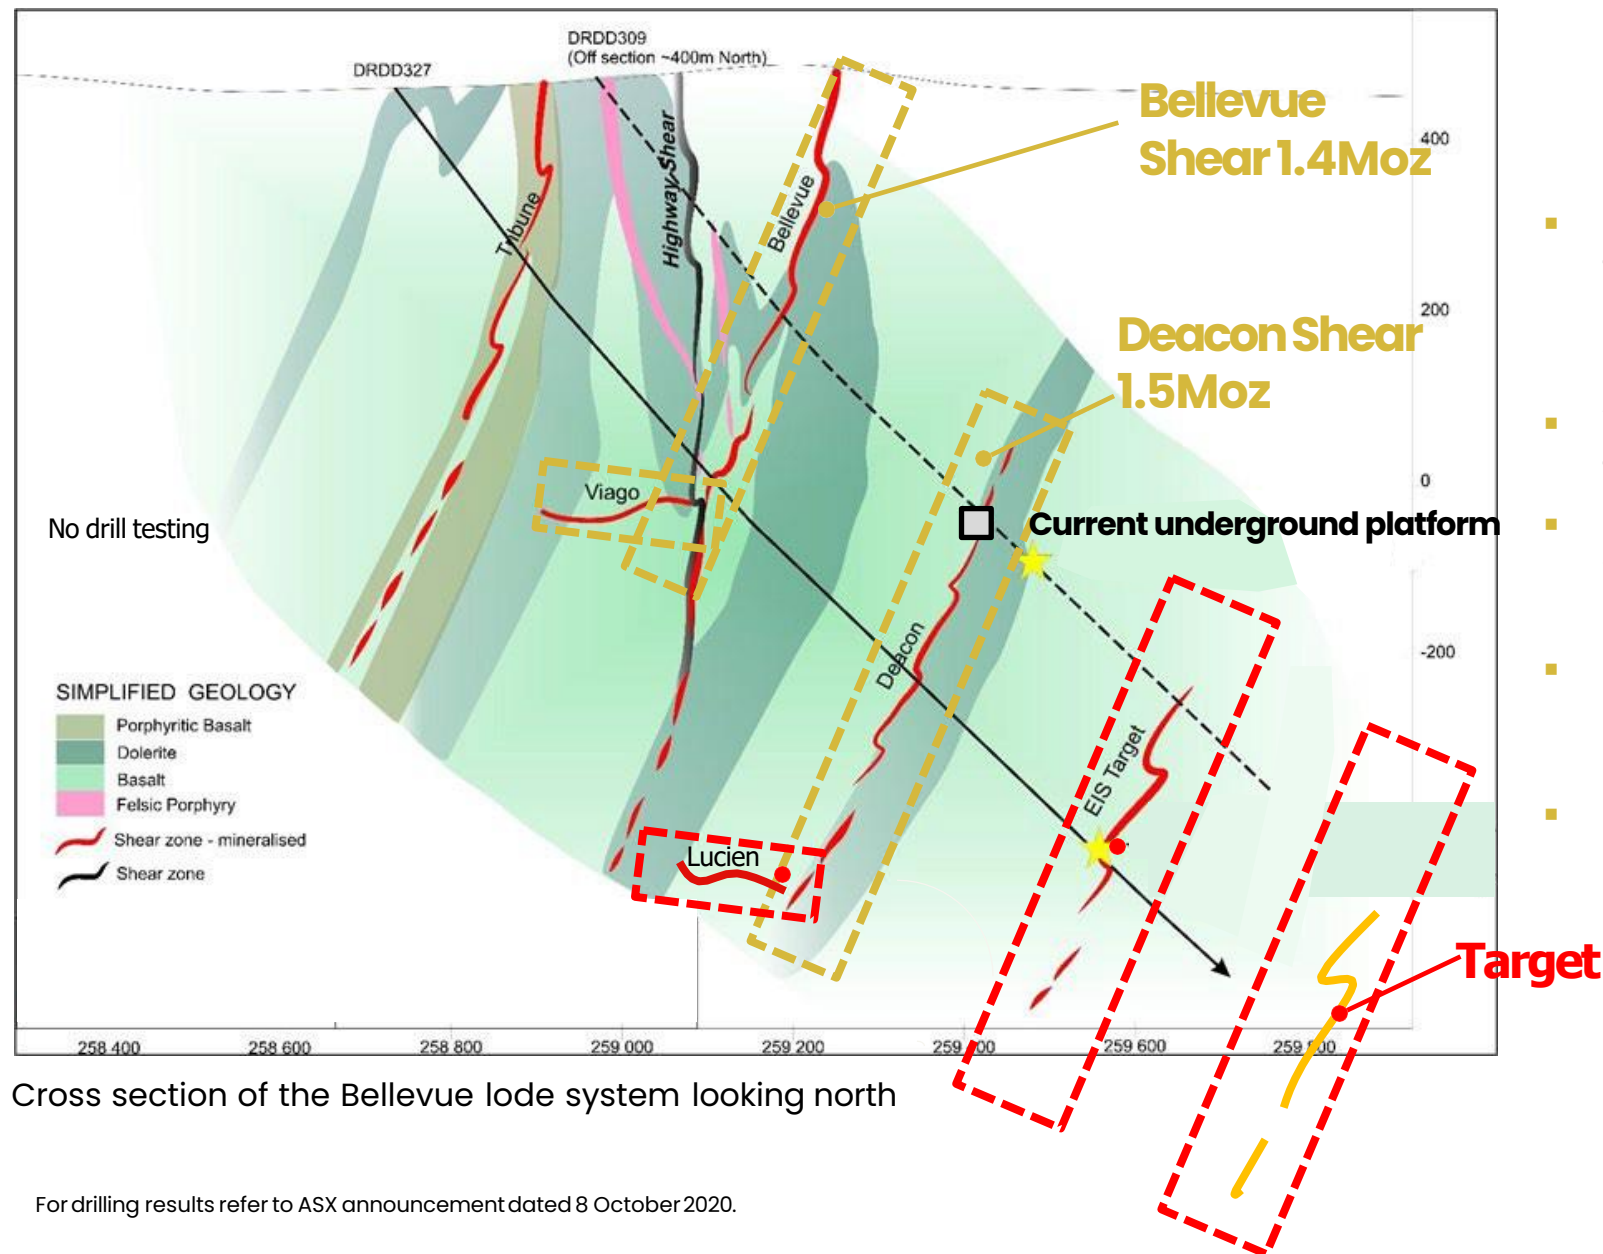 DRDD309
(Off section ~400m North)
DRDD327
Bellevue
Shear 1.4Moz
400
Highway Shear
Bellevue
Tribune
200
Deacon Shear
1.5Moz
0
Viago
Current underground platform
No drill testing
Deacon
-200
SIMPLIFIED GEOLOGY
Porphyritic Basalt
Dolerite
Basalt
Felsic Porphyry
Shear zone - mineralised
Shear zone
EIS Target
Lucien
Target
258 400
258 600
258 800
259 000
259 200
259 400
259 600
259 800
Cross section of the Bellevue lode system looking north
For drilling results refer to ASX announcement dated 8 October 2020.